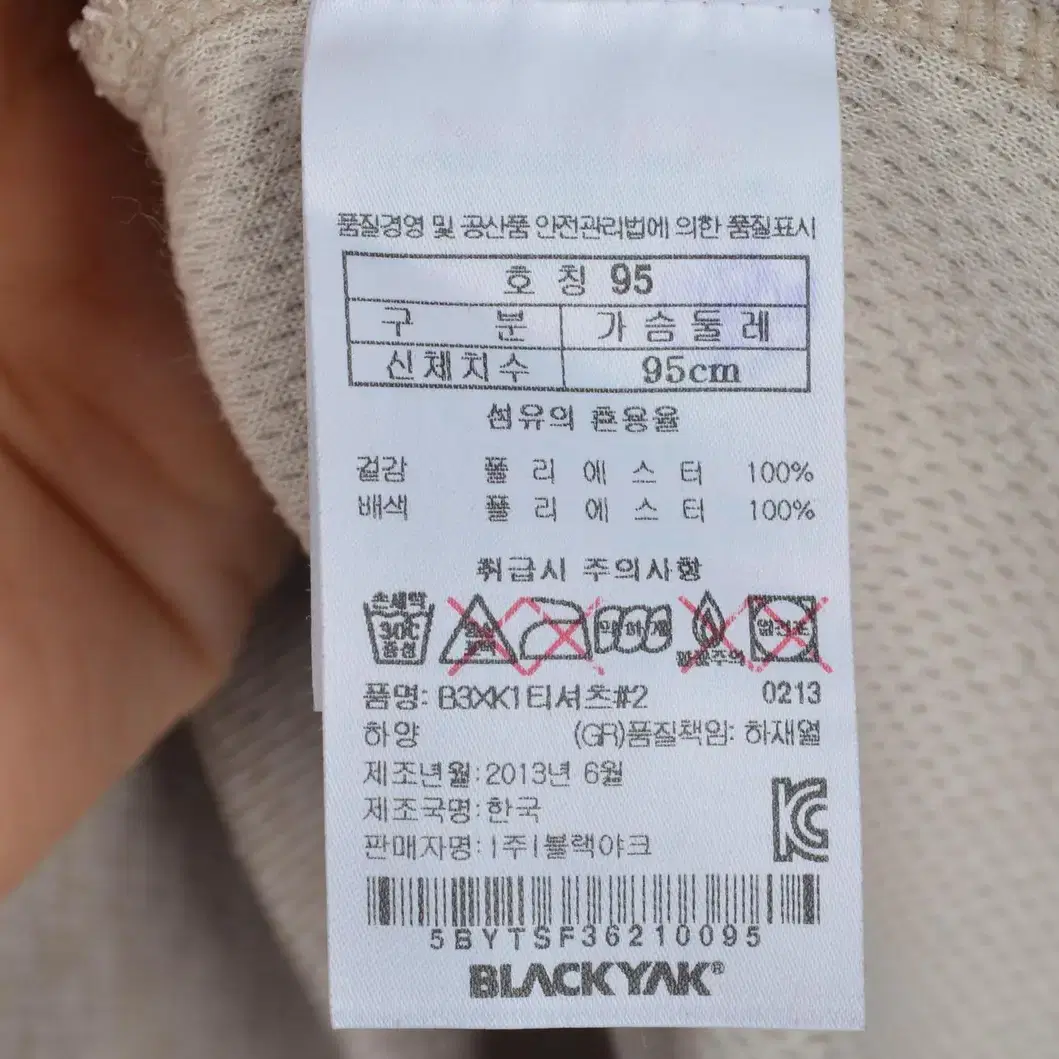 품질경영 및 공산품 안전관리법에 의한 품질표시
호 칭 95
구 분 가 슴 둘 레
신체치수 95cm
섬유의 혼용율
겉감 폴 리 에 스 터 100%
배색 폴 리 에 스 터 100%
취급시 주의사항
손세탁
30℃
중성
약하게
품명: B3XK1티셔츠#2 0213
하양 (GR)품질책임: 하재열
제조년월:2013년 6월
제조국명:한국
판매자명:(주)블랙야크
5BYTSF36210095
BLACKYAK®